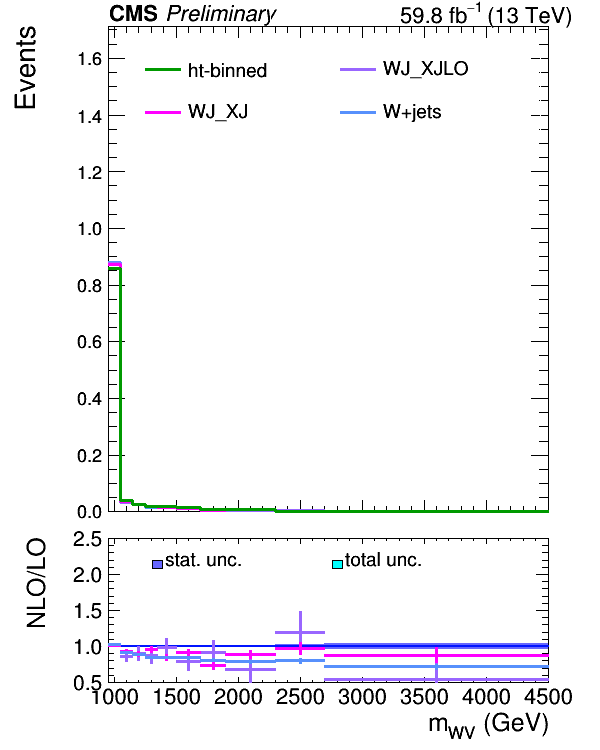 CMS Preliminary 59.8 fb⁻¹ (13 TeV)
Events
ht-binned WJ_XJLO
WJ_XJ W+jets
1.6
1.4
1.2
1.0
0.8
0.6
0.4
0.2
0.0
NLO/LO
stat. unc. total unc.
2.5
2.0
1.5
1.0
0.5
1000 1500 2000 2500 3000 3500 4000 4500
m_WV (GeV)